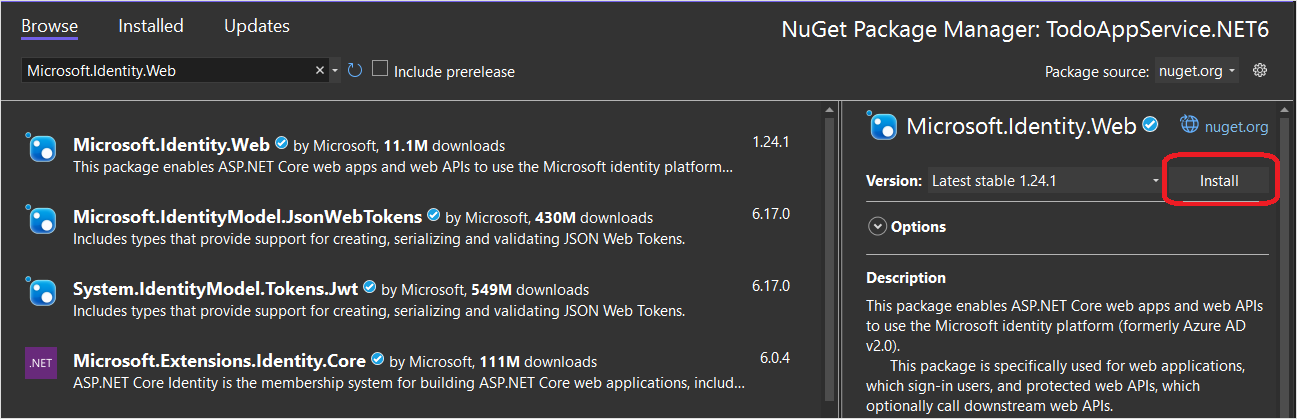 Browse Installed Updates NuGet Package Manager: TodoAppService.NET6
Microsoft.Identity.Web Include prerelease Package source: nuget.org
Microsoft.Identity.Web by Microsoft, 11.1M downloads 1.24.1
This package enables ASP.NET Core web apps and web APIs to use the Microsoft identity platform...
Microsoft.IdentityModel.JsonWebTokens by Microsoft, 430M downloads 6.17.0
Includes types that provide support for creating, serializing and validating JSON Web Tokens.
System.IdentityModel.Tokens.Jwt by Microsoft, 549M downloads 6.17.0
Includes types that provide support for creating, serializing and validating JSON Web Tokens.
.NET Microsoft.Extensions.Identity.Core by Microsoft, 111M downloads 6.0.4
ASP.NET Core Identity is the membership system for building ASP.NET Core web applications, includ...
Microsoft.Identity.Web nuget.org
Version: Latest stable 1.24.1 Install
Options
Description
This package enables ASP.NET Core web apps and web APIs
to use the Microsoft identity platform (formerly Azure AD
v2.0).
This package is specifically used for web applications,
which sign-in users, and protected web APIs, which
optionally call downstream web APIs.